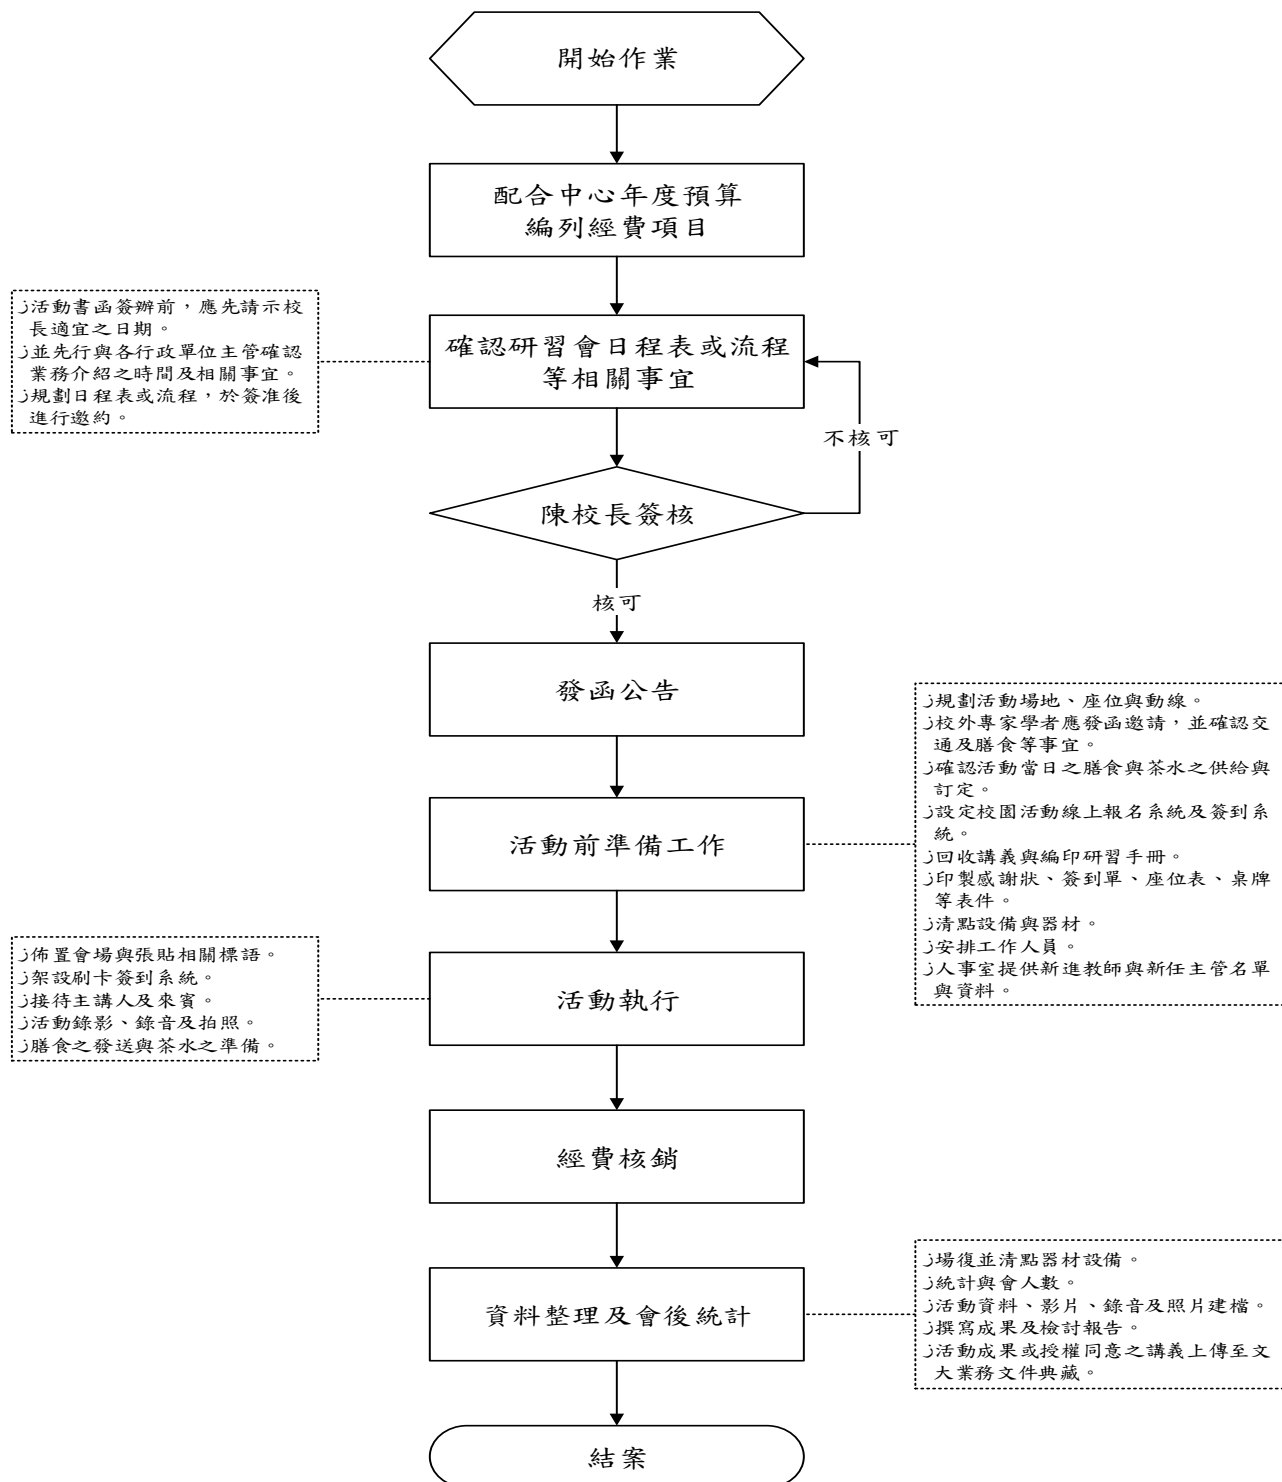 開始作業
配合中心年度預算
編列經費項目
活動書函簽辦前，應先請示校
長適宜之日期。
並先行與各行政單位主管確認
業務介紹之時間及相關事宜。
規劃日程表或流程，於簽准後
進行邀約。
確認研習會日程表或流程
等相關事宜
不核可
陳校長簽核
核可
發函公告
規劃活動場地、座位與動線。
校外專家學者應發函邀請，並確認交
通及膳食等事宜。
確認活動當日之膳食與茶水之供給與
訂定。
設定校園活動線上報名系統及簽到系
統。
回收講義與編印研習手冊。
印製感謝狀、簽到單、座位表、桌牌
等表件。
清點設備與器材。
安排工作人員。
人事室提供新進教師與新任主管名單
與資料。
活動前準備工作
佈置會場與張貼相關標語。
架設刷卡簽到系統。
接待主講人及來賓。
活動錄影、錄音及拍照。
膳食之發送與茶水之準備。
活動執行
經費核銷
場復並清點器材設備。
統計與會人數。
活動資料、影片、錄音及照片建檔。
撰寫成果及檢討報告。
活動成果或授權同意之講義上傳至文
大業務文件典藏。
資料整理及會後統計
結案